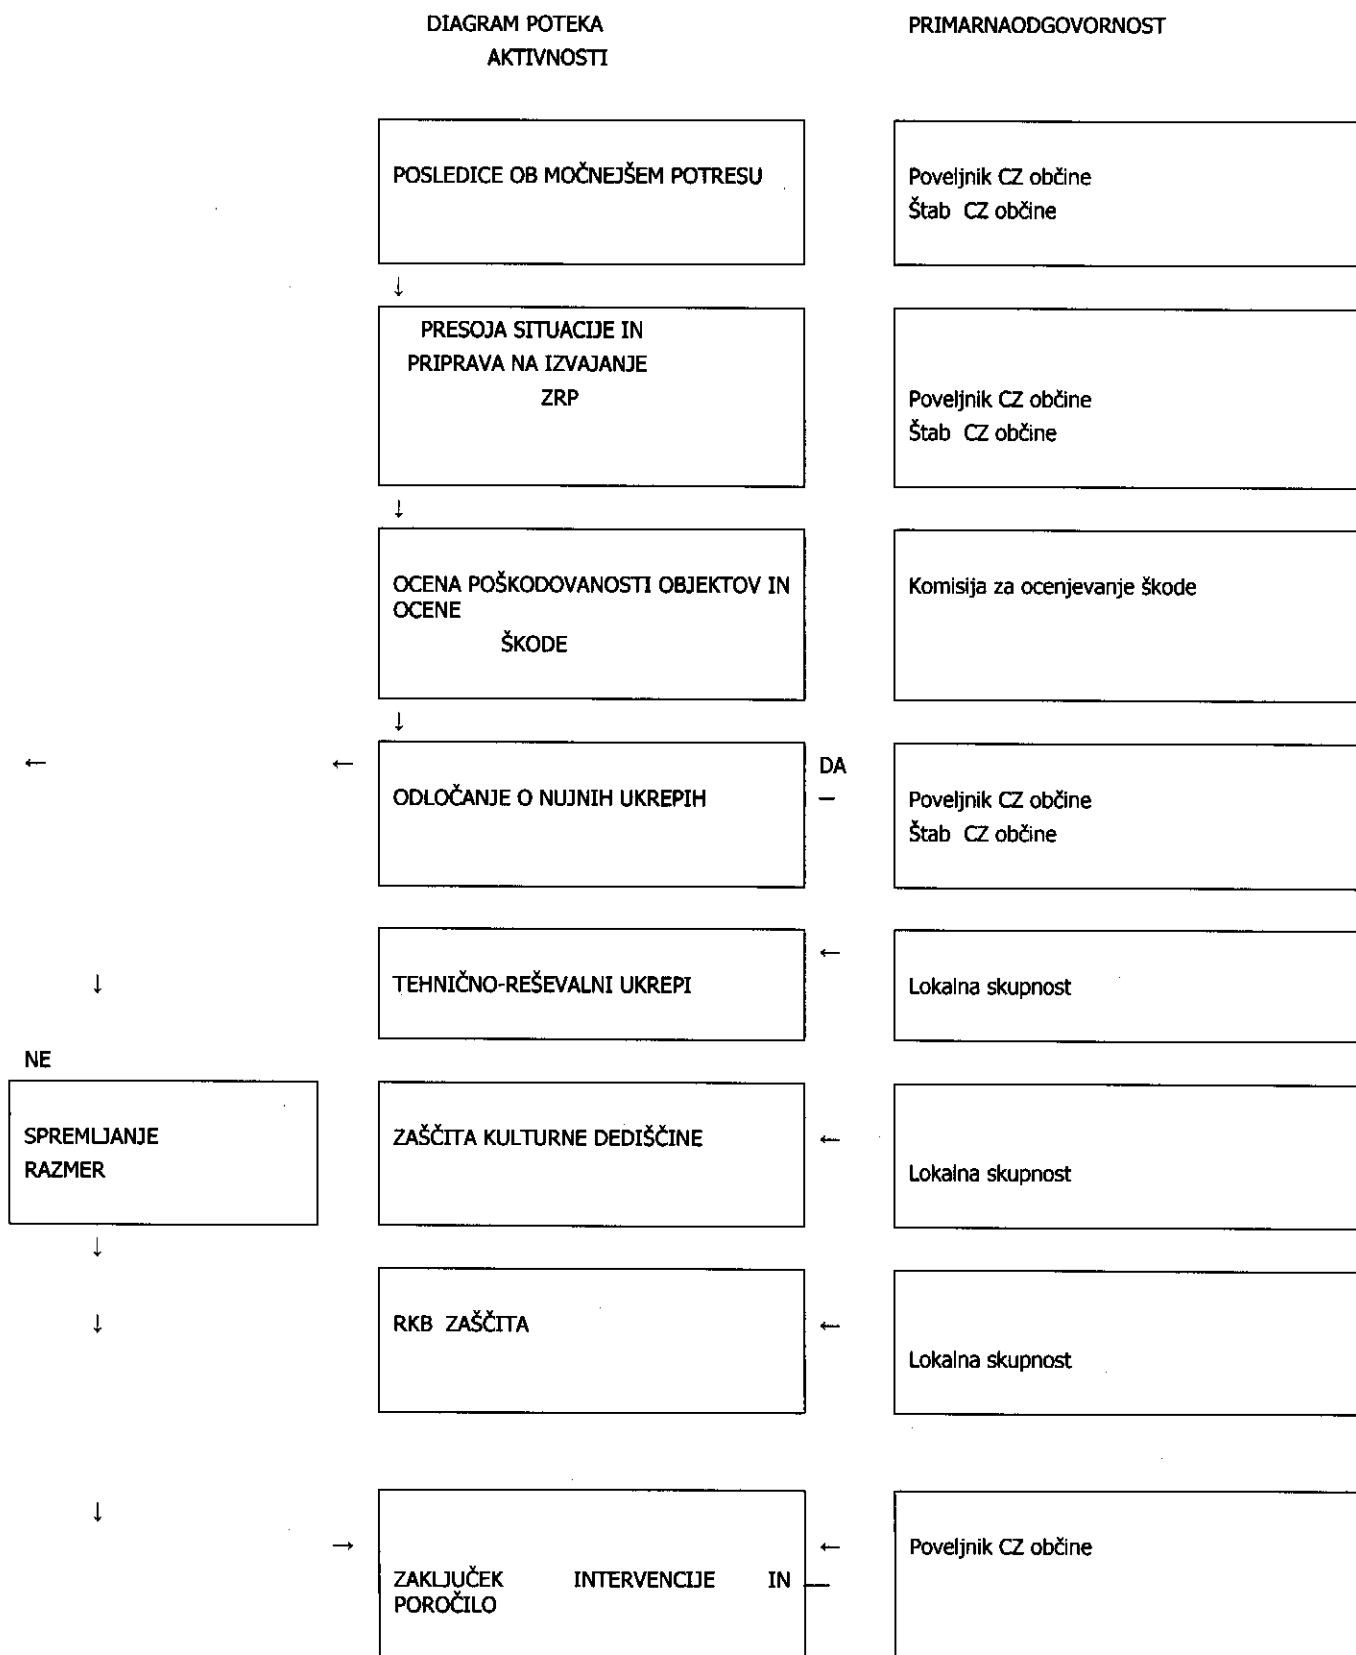 DIAGRAM POTEKA
AKTIVNOSTI
PRIMARNAODGOVORNOST
POSLEDICE OB MOČNEJŠEM POTRESU
Poveljnik CZ občine
Štab CZ občine
↓
PRESOJA SITUACIJE IN
PRIPRAVA NA IZVAJANJE
ZRP
Poveljnik CZ občine
Štab CZ občine
↓
OCENA POŠKODOVANOSTI OBJEKTOV IN
OCENE
ŠKODE
Komisija za ocenjevanje škode
↓
← ←
ODLOČANJE O NUJNIH UKREPIH
DA
–
Poveljnik CZ občine
Štab CZ občine
↓
TEHNIČNO-REŠEVALNI UKREPI
←
Lokalna skupnost
NE
SPREMLJANJE
RAZMER
ZAŠČITA KULTURNE DEDIŠČINE
←
Lokalna skupnost
↓
↓
RKB ZAŠČITA
←
Lokalna skupnost
↓
→
ZAKLJUČEK INTERVENCIJE IN
POROČILO
←
—
Poveljnik CZ občine